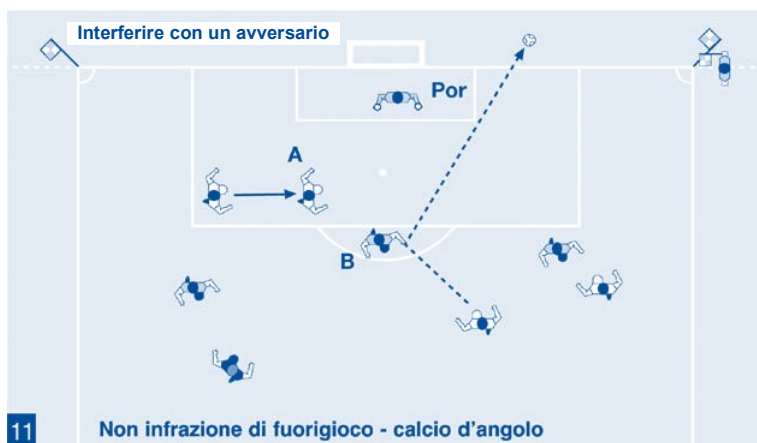 Interferire con un avversario
Por
A
B
11
Non infrazione di fuorigioco - calcio d'angolo